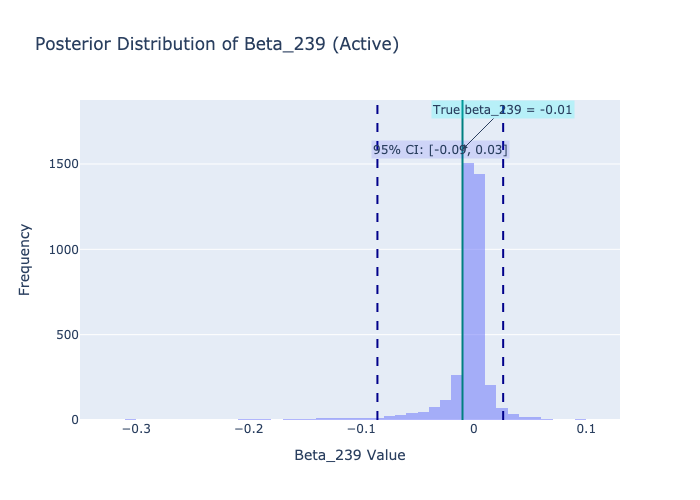 Posterior Distribution of Beta_239 (Active)
True beta_239 = -0.01
95% CI: [-0.09, 0.03]
1500
1000
500
0
Frequency
−0.3
−0.2
−0.1
0
0.1
Beta_239 Value